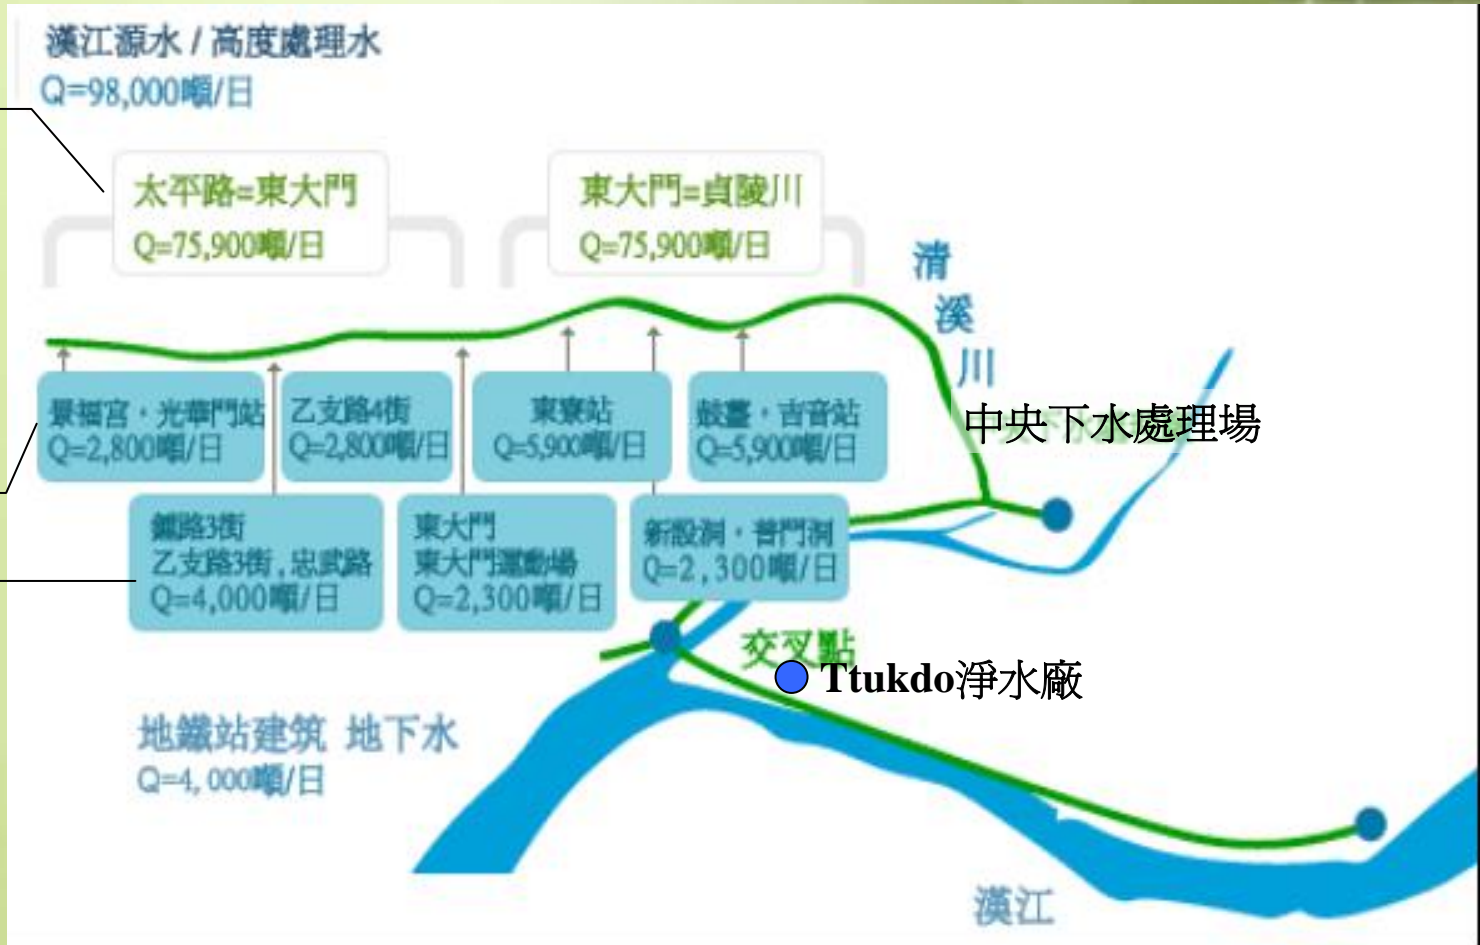 漢江源水 / 高度處理水
Q=98,000噸/日
太平路=東大門
Q=75,900噸/日
東大門=貞陵川
Q=75,900噸/日
清
溪
川
景福宮・光華門站
Q=2,800噸/日
乙支路4街
Q=2,800噸/日
東寮站
Q=5,900噸/日
鼓臺・吉音站
Q=5,900噸/日
中央下水處理場
鐘路3街
乙支路3街 , 忠武路
Q=4,000噸/日
東大門
東大門運動場
Q=2,300噸/日
新設洞・普門洞
Q=2,300噸/日
交叉點
Ttukdo淨水廠
地鐵站建筑 地下水
Q=4, 000噸/日
漢江